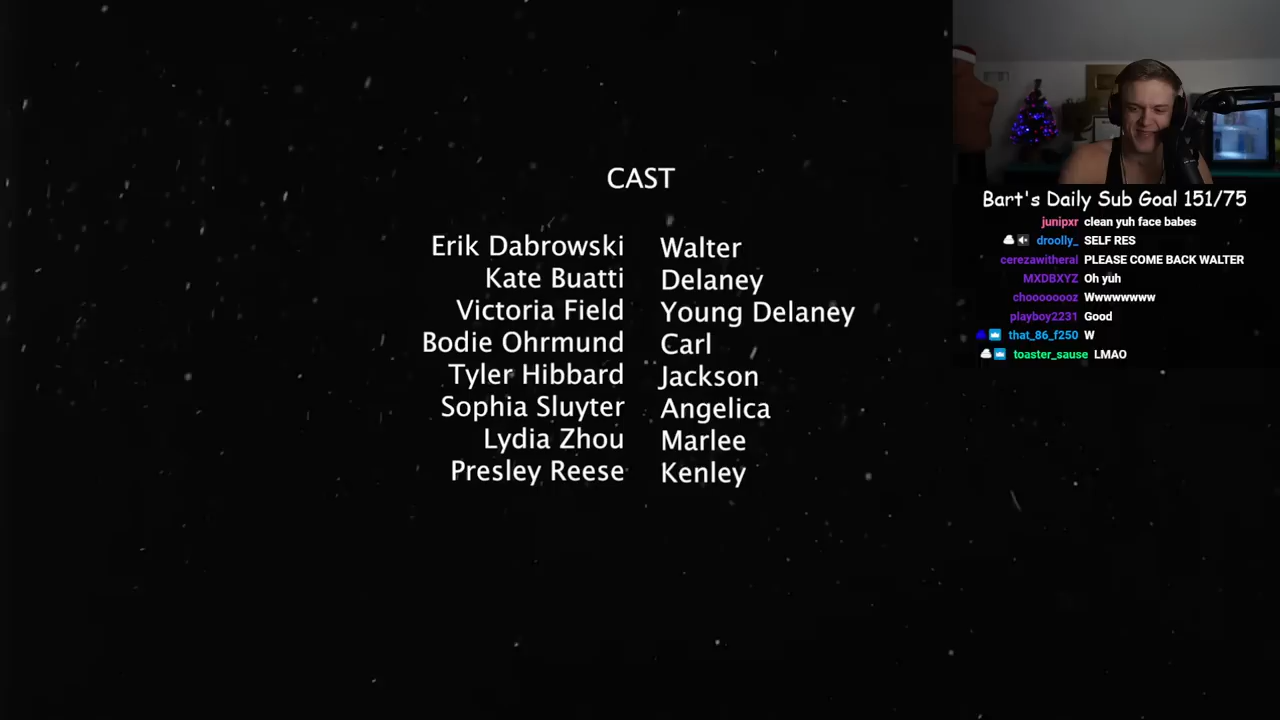 CAST
Erik Dabrowski Walter
Kate Buatti Delaney
Victoria Field Young Delaney
Bodie Ohrmund Carl
Tyler Hibbard Jackson
Sophia Sluyter Angelica
Lydia Zhou Marlee
Presley Reese Kenley
Bart's Daily Sub Goal 151/75
junipxr clean yuh face babes
droolly_ SELF RES
cerezawitherai PLEASE COME BACK WALTER
MXDBXYZ Oh yuh
choooooooz Wwwwwwww
playboy2231 Good
that_86_f250 W
toaster_sause LMAO